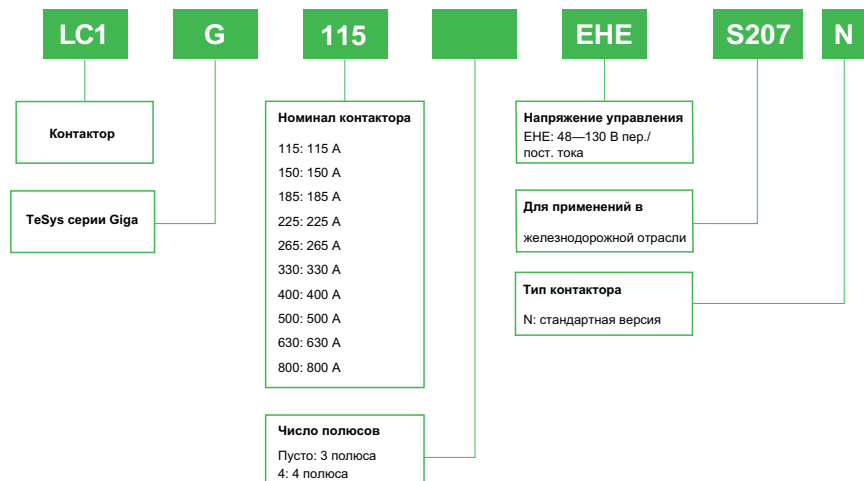 LC1 G 115 EHE S207 N
Контактор
TeSys серии Giga
Номинал контактора
115: 115 А
150: 150 А
185: 185 А
225: 225 А
265: 265 А
330: 330 А
400: 400 А
500: 500 А
630: 630 А
800: 800 А
Число полюсов
Пусто: 3 полюса
4: 4 полюса
Напряжение управления
EHE: 48—130 В пер./
пост. тока
Для применений в
железнодорожной отрасли
Тип контактора
N: стандартная версия